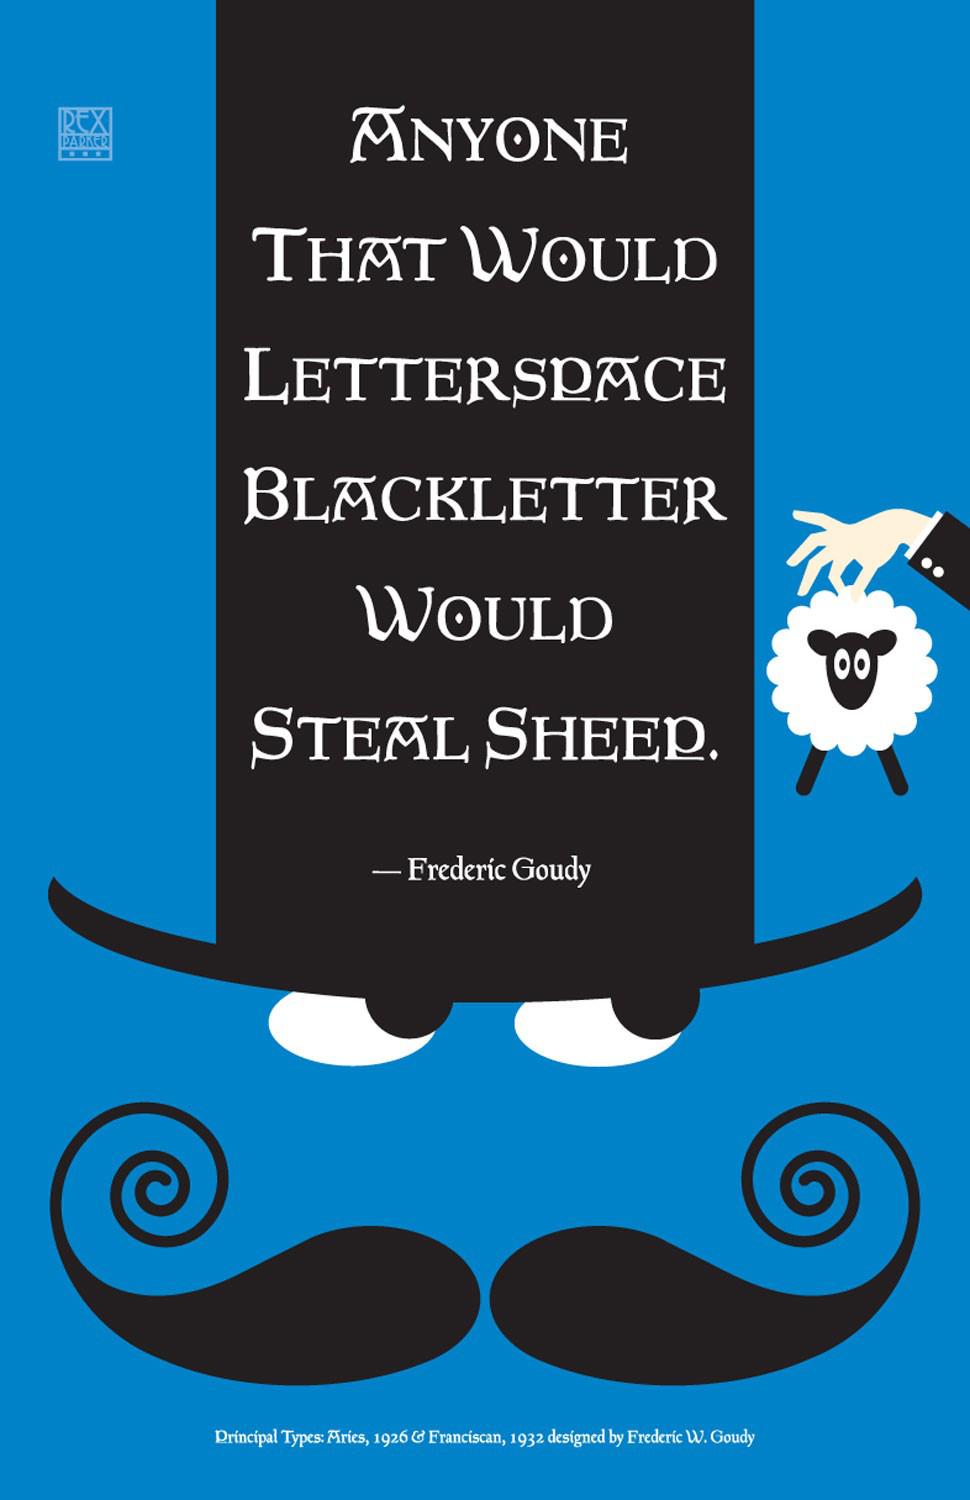 REX
PARKER
Anyone
That Would
Letterspace
Blackletter
Would
Steal Sheep.
— Frederic Goudy
Principal Types: Aries, 1926 & Franciscan, 1932 designed by Frederic W. Goudy